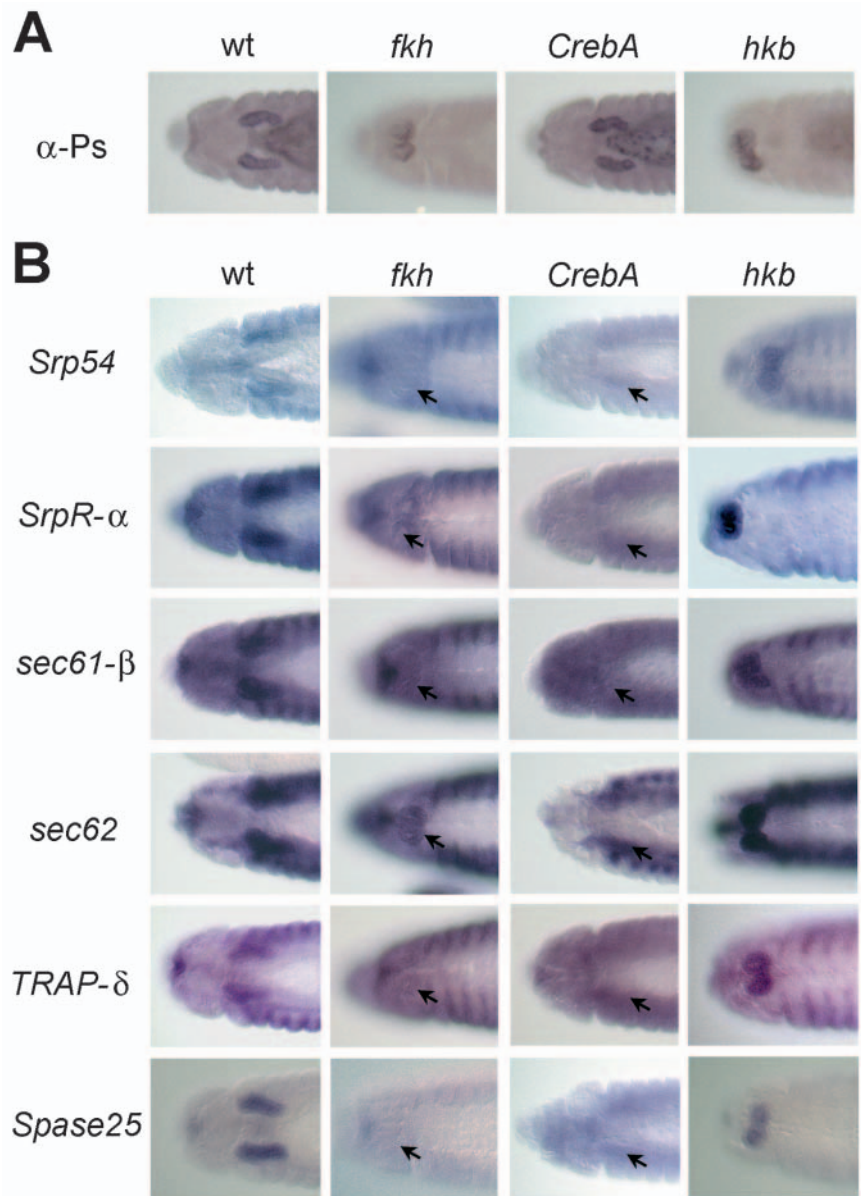 A
wt fkh CrebA hkb
α-Ps
B
wt fkh CrebA hkb
Srp54
SrpR-α
sec61-β
sec62
TRAP-δ
Spase25